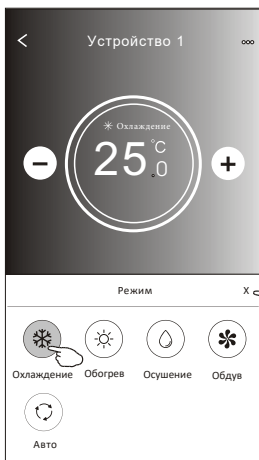 Устройство 1
Охлаждение
25.0 °C
Режим X
Охлаждение Обогрев Осушение Обдув
Авто